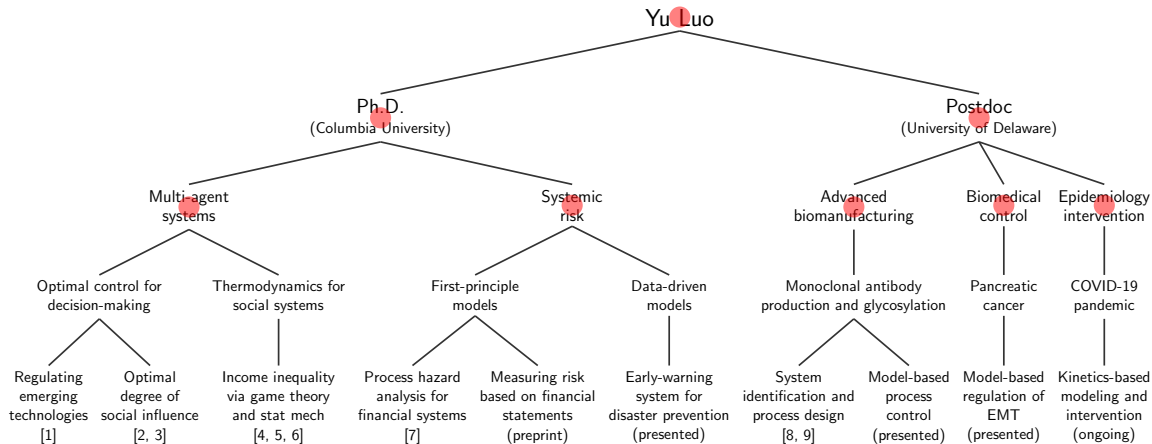 Yu Luo
Ph.D.
(Columbia University)
Postdoc
(University of Delaware)
Multi-agent
systems
Systemic
risk
Advanced
biomanufacturing
Biomedical
control
Epidemiology
intervention
Optimal control for
decision-making
Thermodynamics for
social systems
First-principle
models
Data-driven
models
Monoclonal antibody
production and glycosylation
Pancreatic
cancer
COVID-19
pandemic
Regulating
emerging
technologies
[1]
Optimal
degree of
social influence
[2, 3]
Income inequality
via game theory
and stat mech
[4, 5, 6]
Process hazard
analysis for
financial systems
[7]
Measuring risk
based on financial
statements
(preprint)
Early-warning
system for
disaster prevention
(presented)
System
identification and
process design
[8, 9]
Model-based
process
control
(presented)
Model-based
regulation of
EMT
(presented)
Kinetics-based
modeling and
intervention
(ongoing)